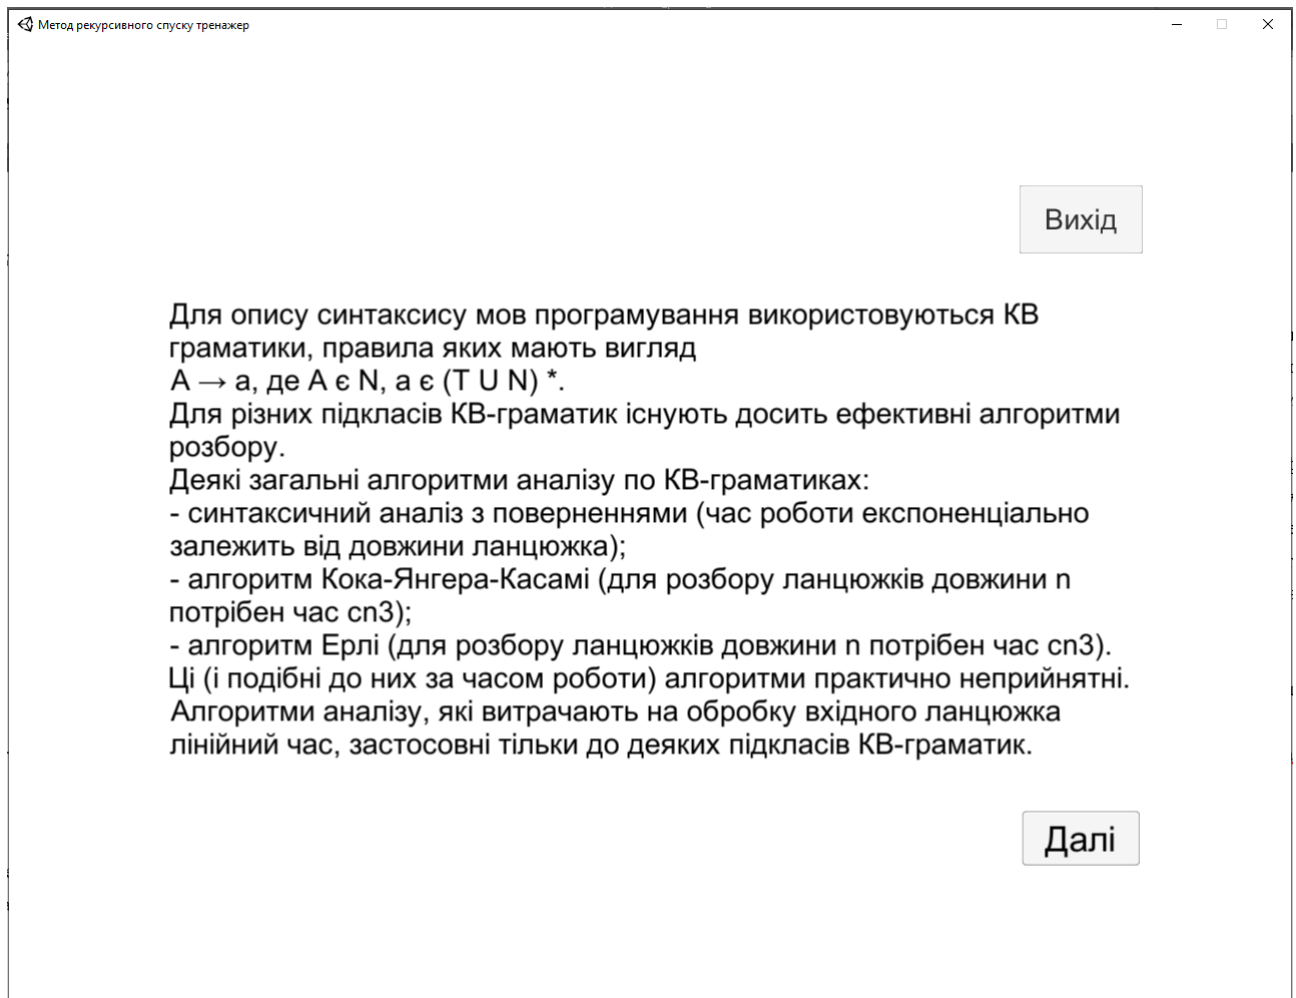 Метод рекурсивного спуску тренажер
Вихід
Для опису синтаксису мов програмування використовуються КВ
граматики, правила яких мають вигляд
А → а, де А є N, а є (T U N) *.
Для різних підкласів КВ-граматик існують досить ефективні алгоритми
розбору.
Деякі загальні алгоритми аналізу по КВ-граматиках:
- синтаксичний аналіз з поверненнями (час роботи експоненціально
залежить від довжини ланцюжка);
- алгоритм Кока-Янгера-Касамі (для розбору ланцюжків довжини n
потрібен час cn3);
- алгоритм Ерлі (для розбору ланцюжків довжини n потрібен час cn3).
Ці (і подібні до них за часом роботи) алгоритми практично неприйнятні.
Алгоритми аналізу, які витрачають на обробку вхідного ланцюжка
лінійний час, застосовні тільки до деяких підкласів КВ-граматик.
Далі